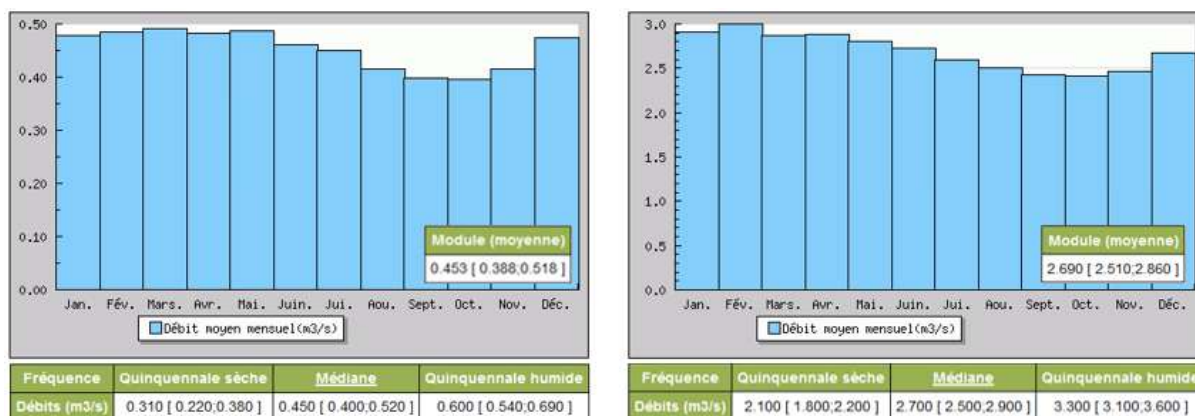 0.50
0.40
0.30
0.20
0.10
0.00
Module (moyenne)
0.453 [ 0.388;0.518 ]
Jan. Fév. Mars. Avr. Mai. Juin. Jui. Aou. Sept. Oct. Nov. Déc.
Débit moyen mensuel(m3/s)
Fréquence Quinquennale sèche Médiane Quinquennale humide
Débits (m3/s) 0.310 [ 0.220;0.380 ] 0.450 [ 0.400;0.520 ] 0.600 [ 0.540;0.690 ]
3.0
2.5
2.0
1.5
1.0
0.5
0.0
Module (moyenne)
2.690 [ 2.510;2.860 ]
Jan. Fév. Mars. Avr. Mai. Juin. Jui. Aou. Sept. Oct. Nov. Déc.
Débit moyen mensuel(m3/s)
Fréquence Quinquennale sèche Médiane Quinquennale humide
Débits (m3/s) 2.100 [ 1.800;2.200 ] 2.700 [ 2.500;2.900 ] 3.300 [ 3.100;3.600 ]